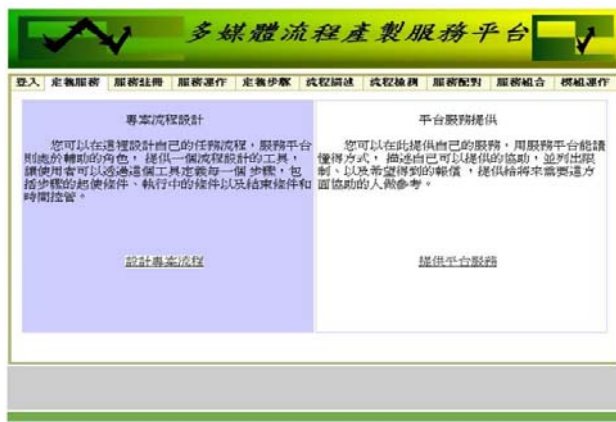 多媒體流程產製服務平台
登入 定義服務 服務註冊 服務運作 定義步驟 流程描述 流程檢測 服務配對 服務組合 模組運作
專案流程設計
您可以在這裡設計自己的任務流程，服務平台
則處於輔助的角色， 提供一個流程設計的工具，
讓使用者可以透過這個工具定義每一個 步驟，包
括步驟的起使條件、執行中的條件以及結束條件和
時間控管。
設計專案流程
平台服務提供
您可以在此提供自己的服務，用服務平台能讀
懂得方式， 描述自己可以提供的協助，並列出限
制、以及希望得到的報償 ，提供給將來需要這方
面協助的人做參考。
提供平台服務